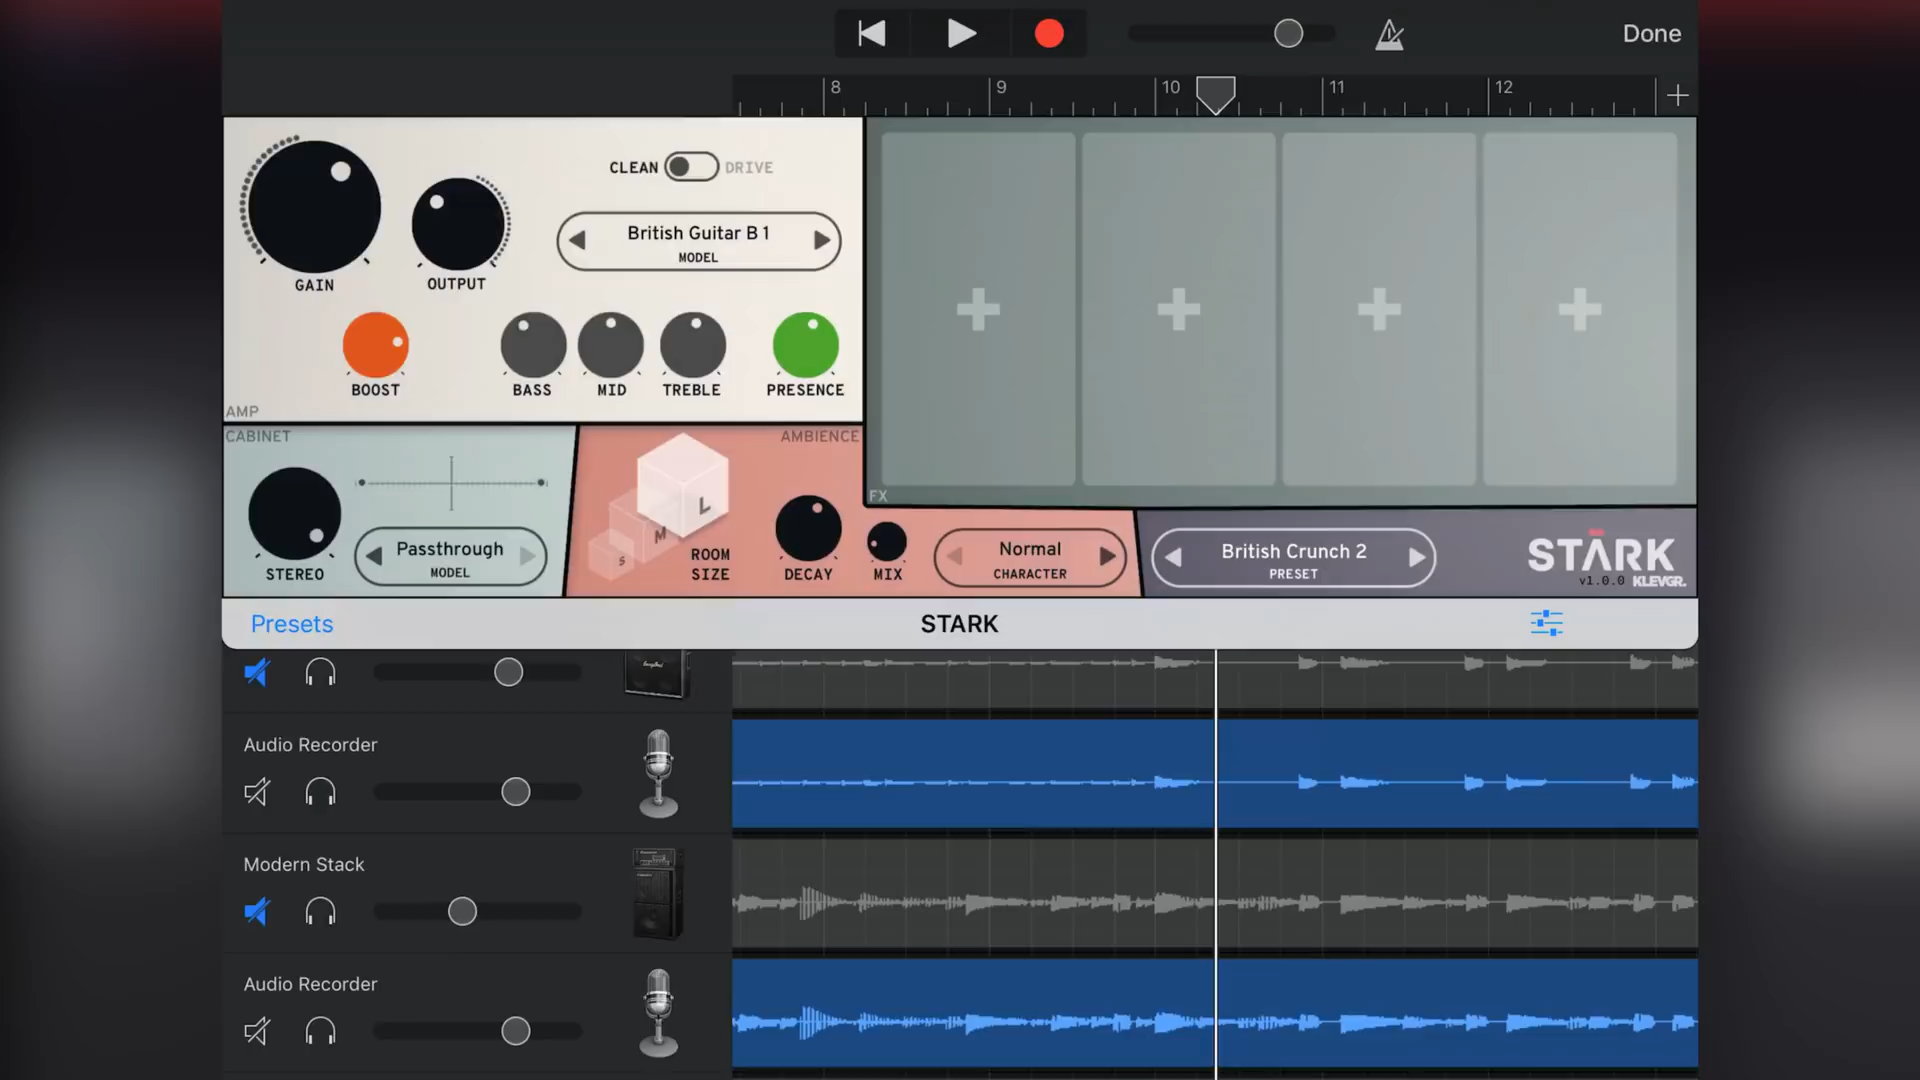 Done
8
9
10
11
12
CLEAN
DRIVE
British Guitar B 1
MODEL
GAIN
OUTPUT
BOOST
BASS
MID
TREBLE
PRESENCE
AMP
CABINET
AMBIENCE
L
M
S
FX
Passthrough
MODEL
STEREO
ROOM
SIZE
DECAY
MIX
Normal
CHARACTER
British Crunch 2
PRESET
STARK
v1.0.0 KLEVGR.
Presets
STARK
Audio Recorder
Modern Stack
Audio Recorder